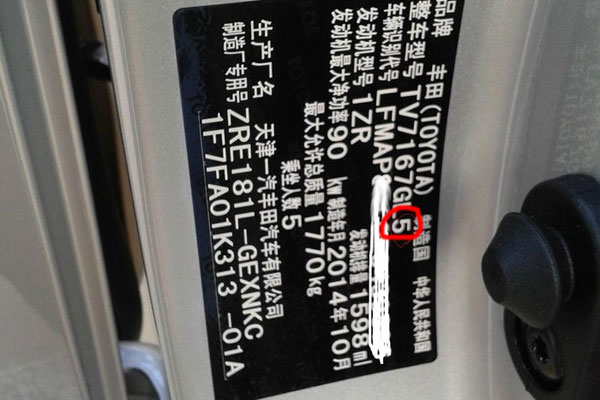 品牌 丰田(TOYOTA) 制造国 中华人民共和国
整车型号 TV7167GL5
车辆识别代号 LFMAP
发动机型号 1ZR 发动机排量 1598 ml
发动机最大净功率 90 kw 制造年月 2014年10月
最大允许总质量 1770 kg
乘坐人数 5
生产厂名 天津一汽丰田汽车有限公司
制造厂专用号 ZRE181L-GEXNKC
1F7FA01K313 -01A